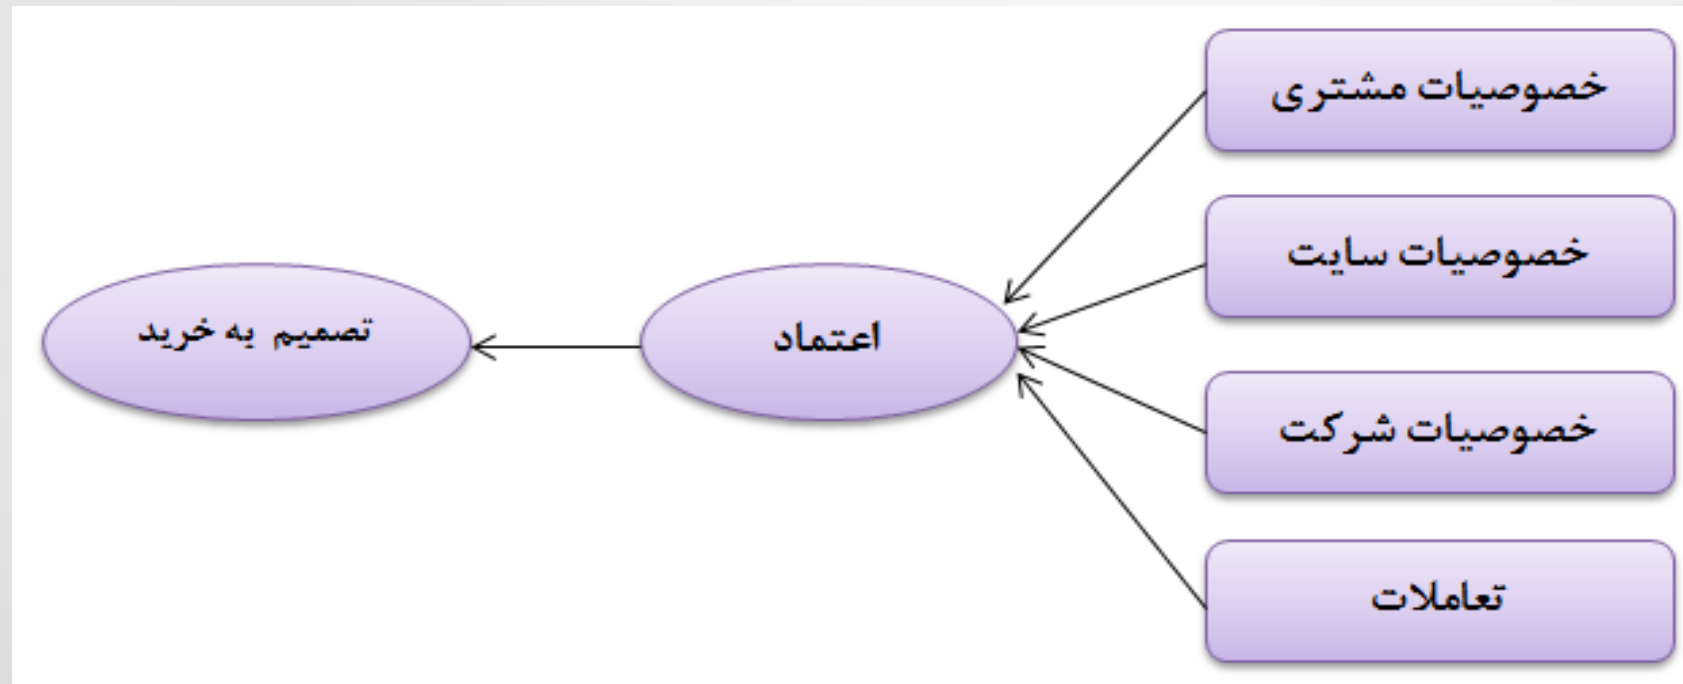 خصوصیات مشتری
خصوصیات سایت
خصوصیات شرکت
تعاملات
اعتماد
تصمیم به خرید